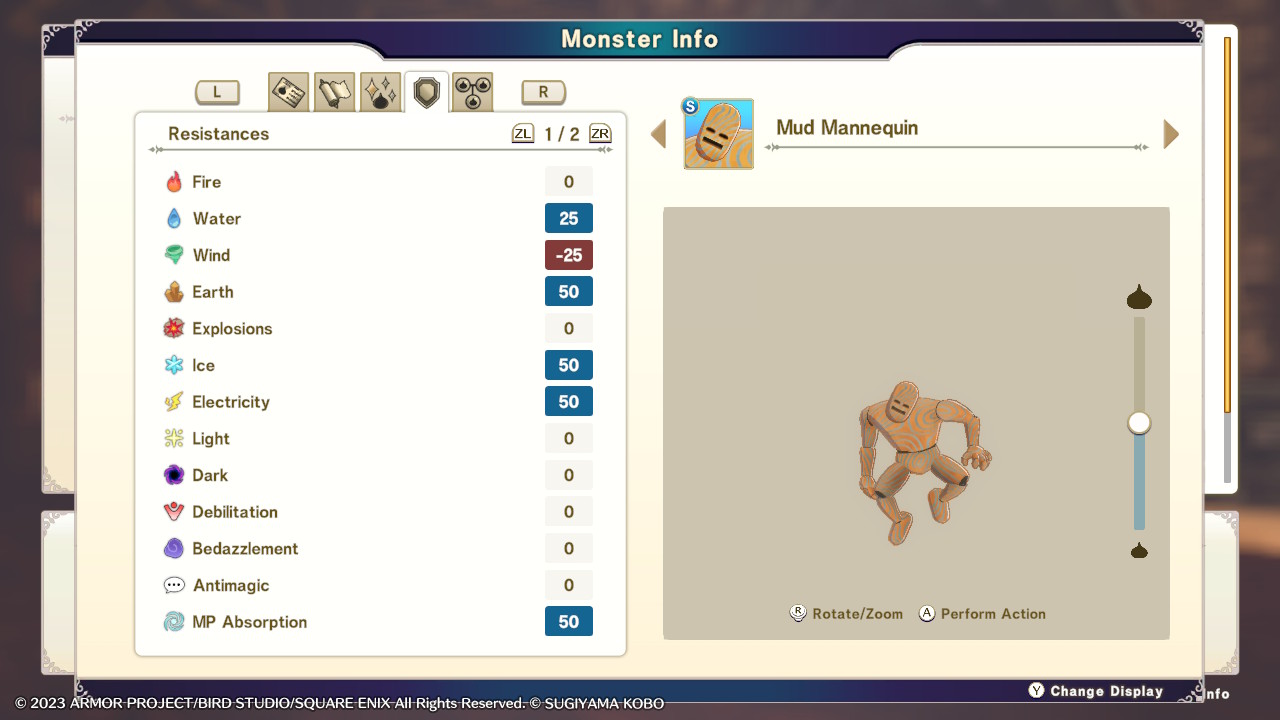 Monster Info
L
R
Resistances
ZL 1 / 2 ZR
S
Mud Mannequin
Fire 0
Water 25
Wind -25
Earth 50
Explosions 0
Ice 50
Electricity 50
Light 0
Dark 0
Debilitation 0
Bedazzlement 0
Antimagic 0
MP Absorption 50
R Rotate/Zoom A Perform Action
Y Change Display
Info
© 2023 ARMOR PROJECT/BIRD STUDIO/SQUARE ENIX All Rights Reserved. © SUGIYAMA KOBO